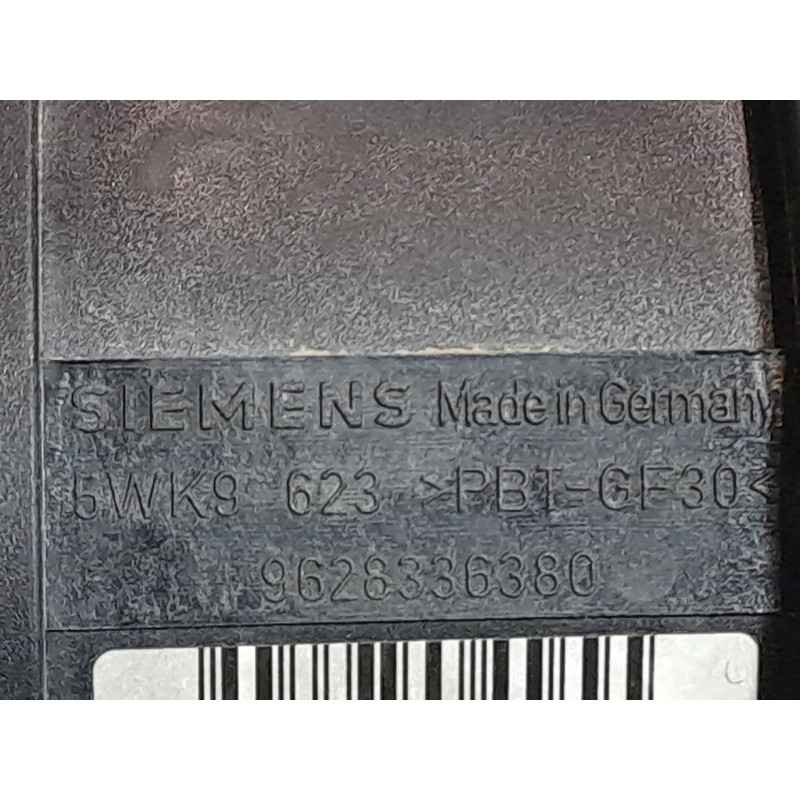 SIEMENS Made in Germany
5WK9 623 >PBT-GF30<
9628336380